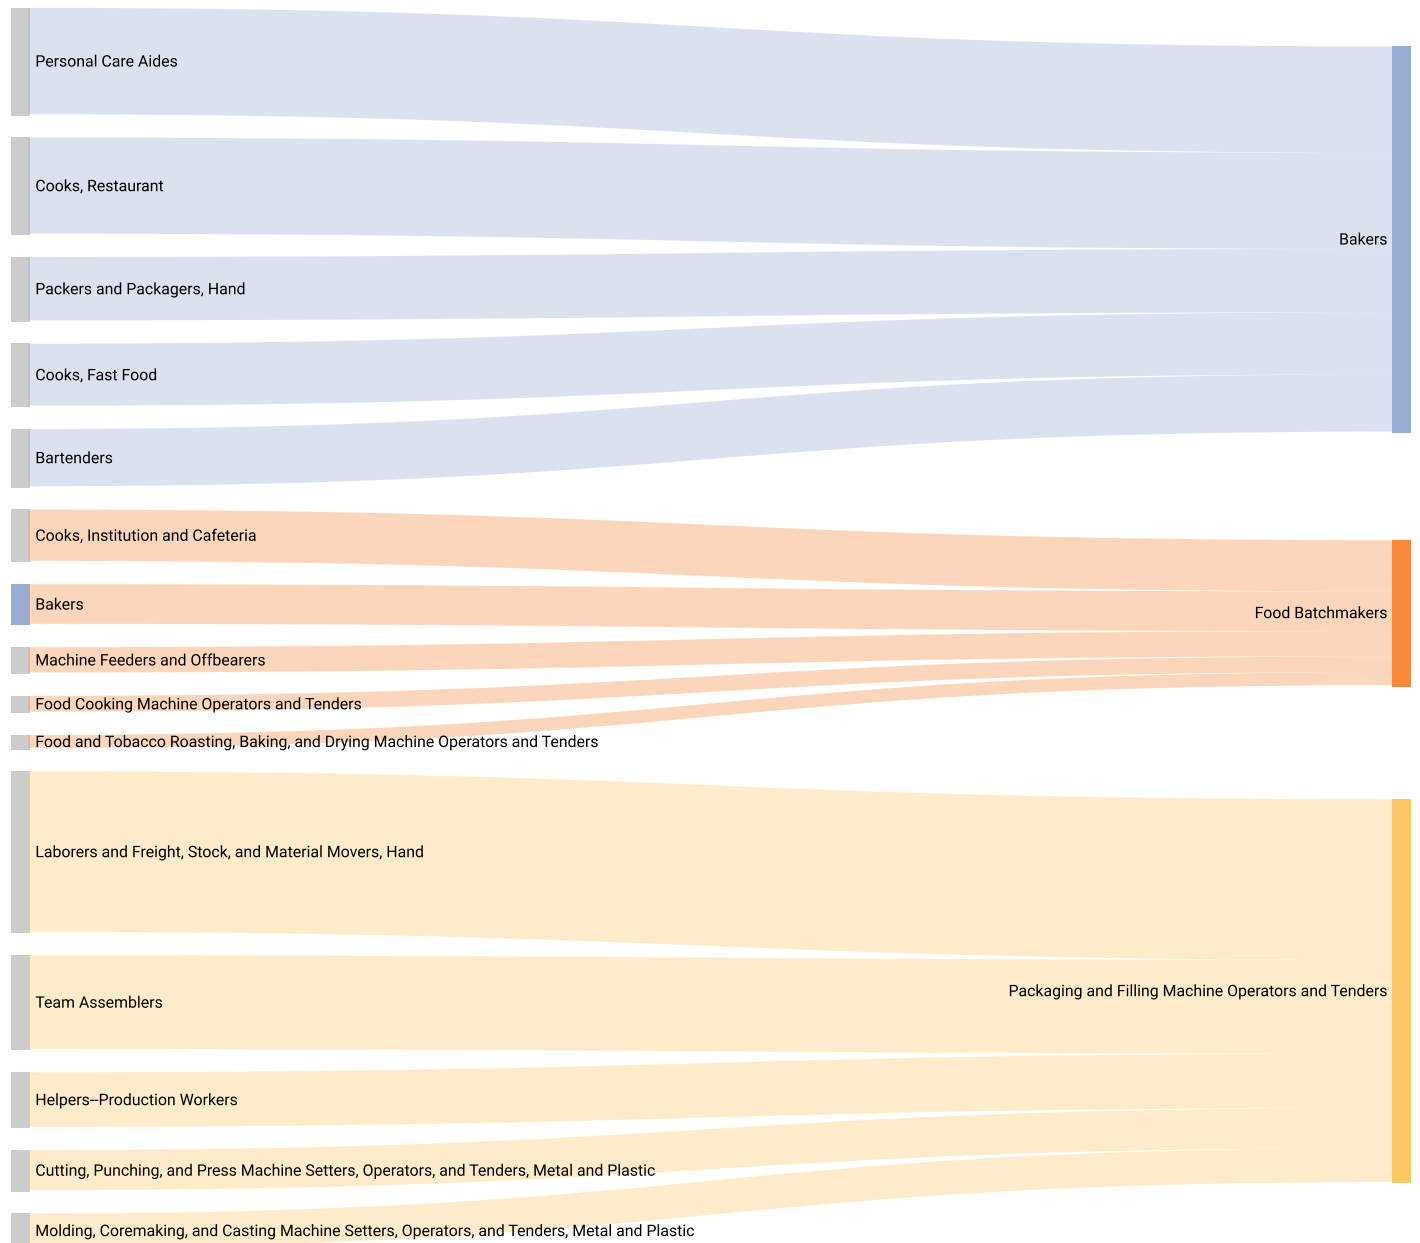 Personal Care Aides
Cooks, Restaurant
Packers and Packagers, Hand
Cooks, Fast Food
Bartenders
Bakers
Cooks, Institution and Cafeteria
Bakers
Machine Feeders and Offbearers
Food Cooking Machine Operators and Tenders
Food and Tobacco Roasting, Baking, and Drying Machine Operators and Tenders
Food Batchmakers
Laborers and Freight, Stock, and Material Movers, Hand
Team Assemblers
Helpers--Production Workers
Cutting, Punching, and Press Machine Setters, Operators, and Tenders, Metal and Plastic
Molding, Coremaking, and Casting Machine Setters, Operators, and Tenders, Metal and Plastic
Packaging and Filling Machine Operators and Tenders